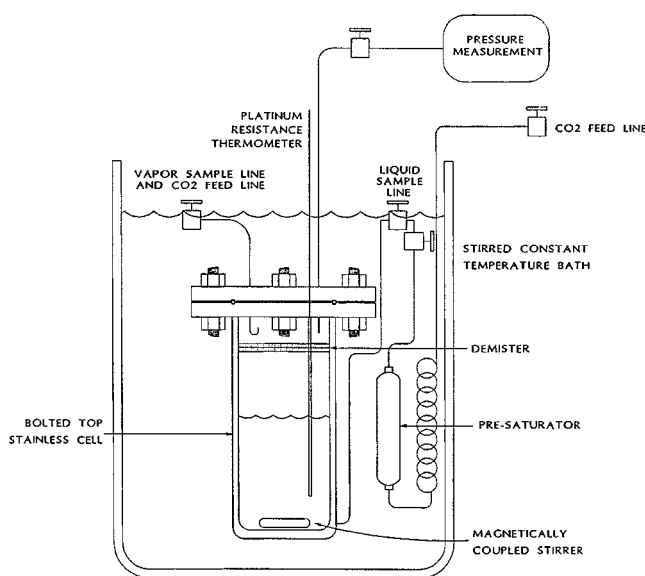 PRESSURE
MEASUREMENT
PLATINUM
RESISTANCE
THERMOMETER
CO2 FEED LINE
VAPOR SAMPLE LINE
AND CO2 FEED LINE
LIQUID
SAMPLE
LINE
STIRRED CONSTANT
TEMPERATURE BATH
DEMISTER
BOLTED TOP
STAINLESS CELL
PRE-SATURATOR
MAGNETICALLY
COUPLED STIRRER